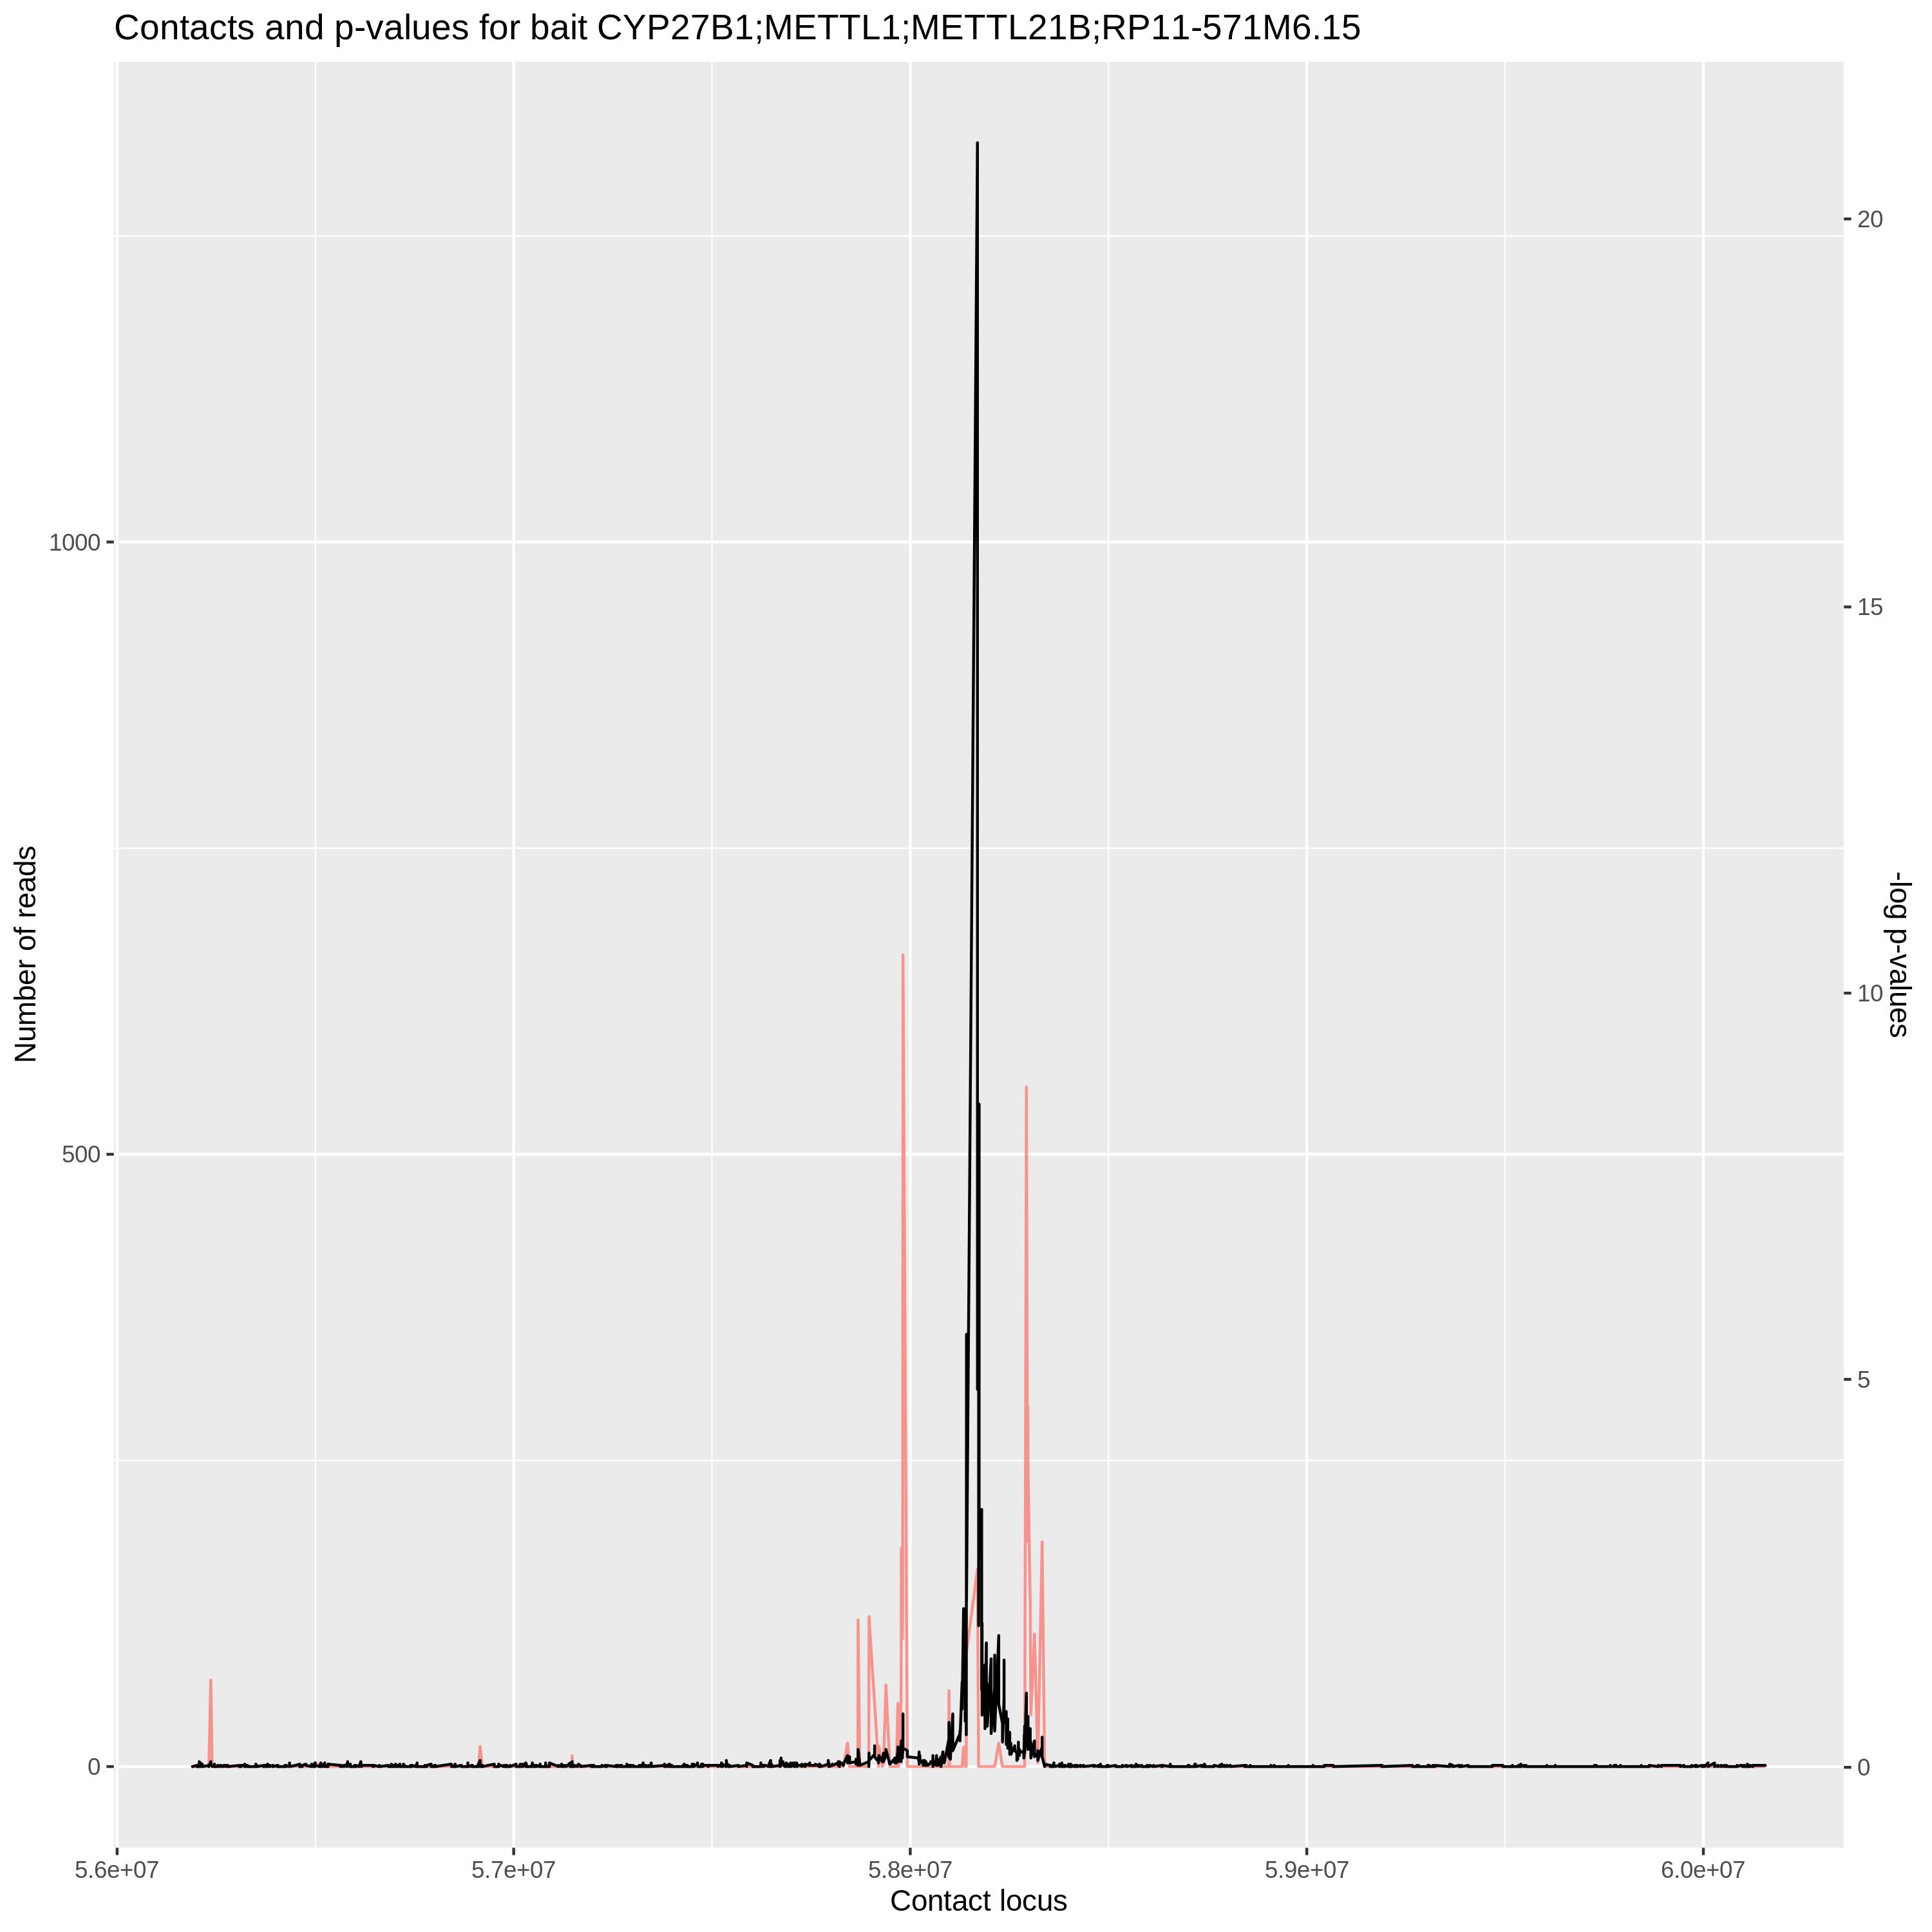 Contacts and p-values for bait CYP27B1;METTL1;METTL21B;RP11-571M6.15
Number of reads
1000
500
0
20
15
10
5
0
-log p-values
5.6e+07
5.7e+07
5.8e+07
5.9e+07
6.0e+07
Contact locus